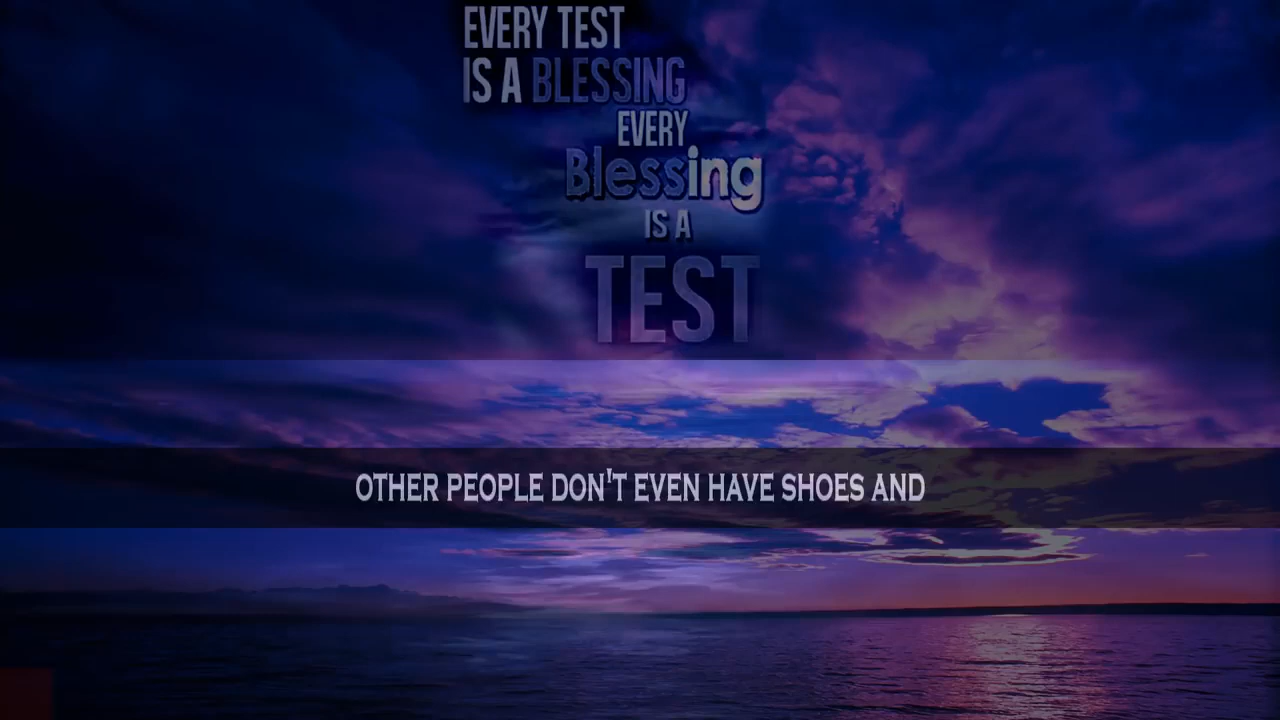 EVERY TEST
IS A BLESSING
EVERY
Blessing
IS A
TEST
OTHER PEOPLE DON'T EVEN HAVE SHOES AND